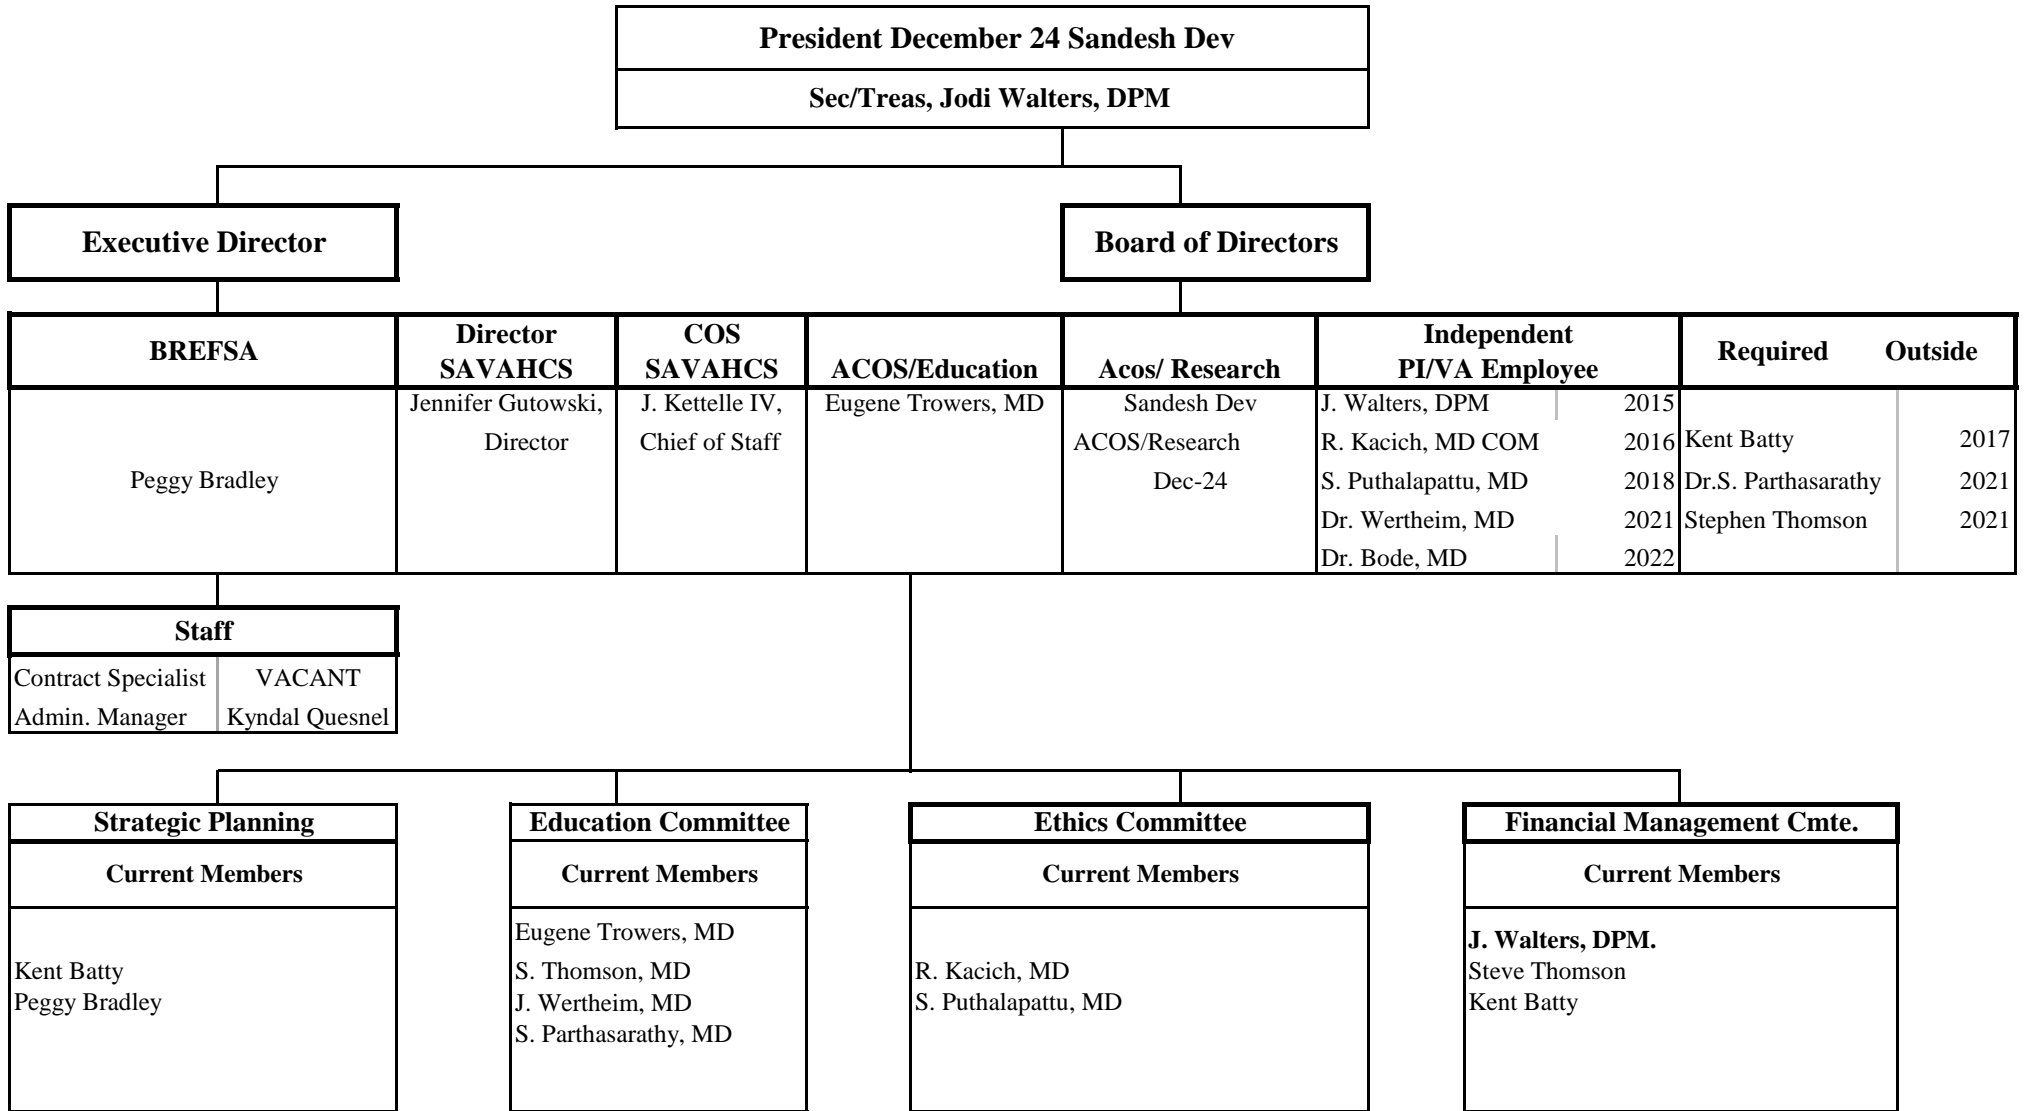 President December 24 Sandesh Dev
Sec/Treas, Jodi Walters, DPM
Executive Director
Board of Directors
BREFSA
Director
SAVAHCS
COS
SAVAHCS
ACOS/Education
Acos/ Research
Independent
PI/VA Employee
Required Outside
Peggy Bradley
Jennifer Gutowski,
Director
J. Kettelle IV,
Chief of Staff
Eugene Trowers, MD
Sandesh Dev
ACOS/Research
Dec-24
J. Walters, DPM 2015
R. Kacich, MD COM 2016
S. Puthalapattu, MD 2018
Dr. Wertheim, MD 2021
Dr. Bode, MD 2022
Kent Batty 2017
Dr.S. Parthasarathy 2021
Stephen Thomson 2021
Staff
Contract Specialist VACANT
Admin. Manager Kyndal Quesnel
Strategic Planning
Current Members
Kent Batty
Peggy Bradley
Education Committee
Current Members
Eugene Trowers, MD
S. Thomson, MD
J. Wertheim, MD
S. Parthasarathy, MD
Ethics Committee
Current Members
R. Kacich, MD
S. Puthalapattu, MD
Financial Management Cmte.
Current Members
J. Walters, DPM.
Steve Thomson
Kent Batty